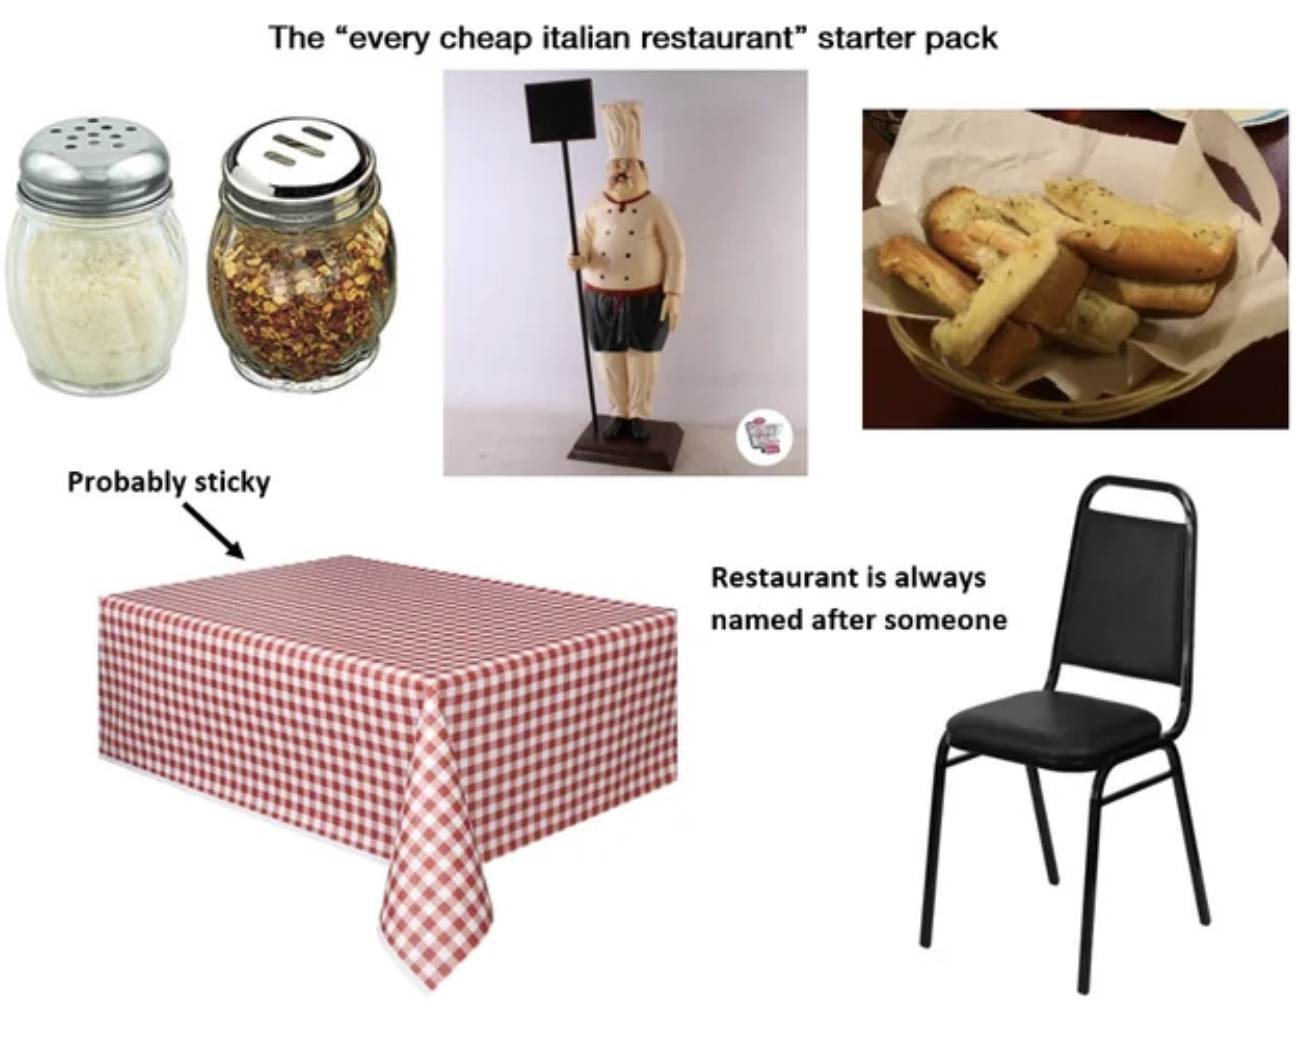 The “every cheap italian restaurant” starter pack
Probably sticky
Restaurant is always
named after someone